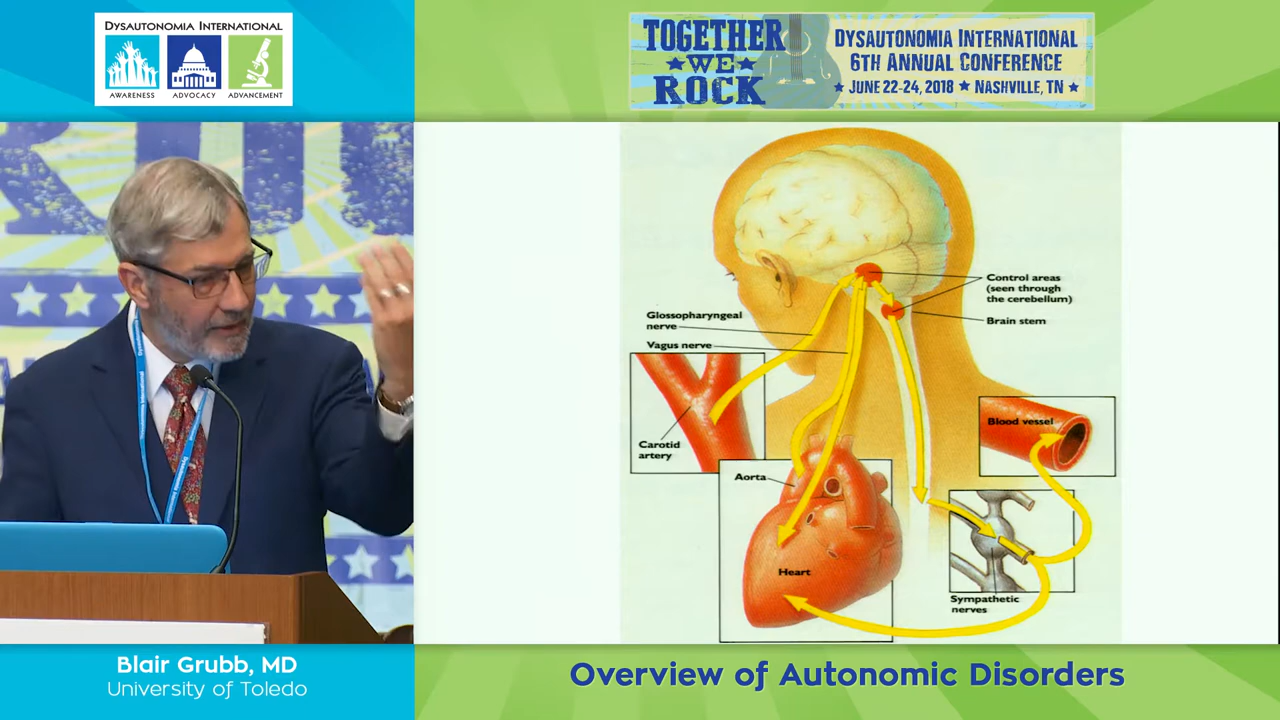 DYSAUTONOMIA INTERNATIONAL
AWARENESS
ADVOCACY
ADVANCEMENT
TOGETHER
WE
ROCK
DYSAUTONOMIA INTERNATIONAL
6TH ANNUAL CONFERENCE
JUNE 22-24, 2018 ★ NASHVILLE, TN
Control areas
(seen through
the cerebellum)
Brain stem
Glossopharyngeal
nerve
Vagus nerve
Carotid
artery
Blood vessel
Aorta
Heart
Sympathetic
nerves
Blair Grubb, MD
University of Toledo
Overview of Autonomic Disorders